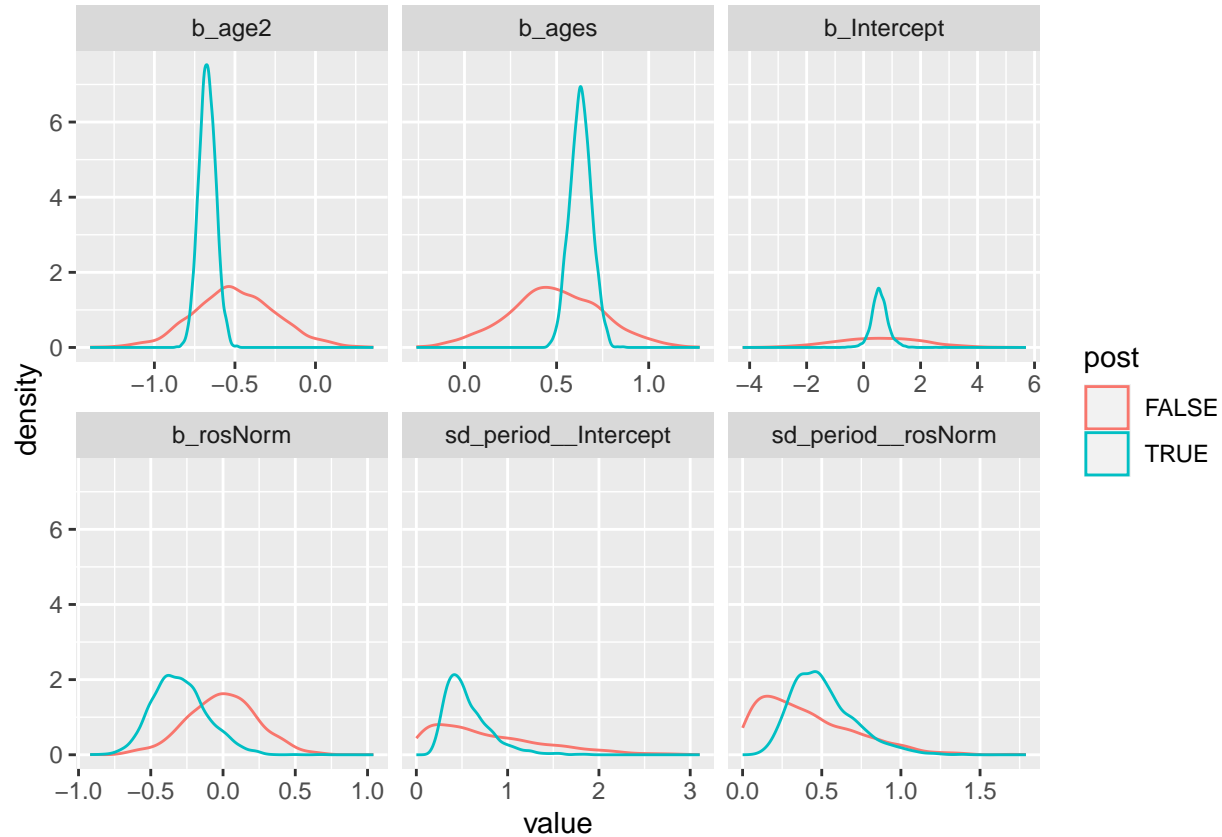 b_age2 b_ages b_Intercept
6
4
2
0
−1.0 −0.5 0.0 0.0 0.5 1.0 −4 −2 0 2 4 6
b_rosNorm sd_period__Intercept sd_period__rosNorm
6
4
2
0
−1.0 −0.5 0.0 0.5 1.0 0 1 2 3 0.0 0.5 1.0 1.5
value
density
post
FALSE
TRUE